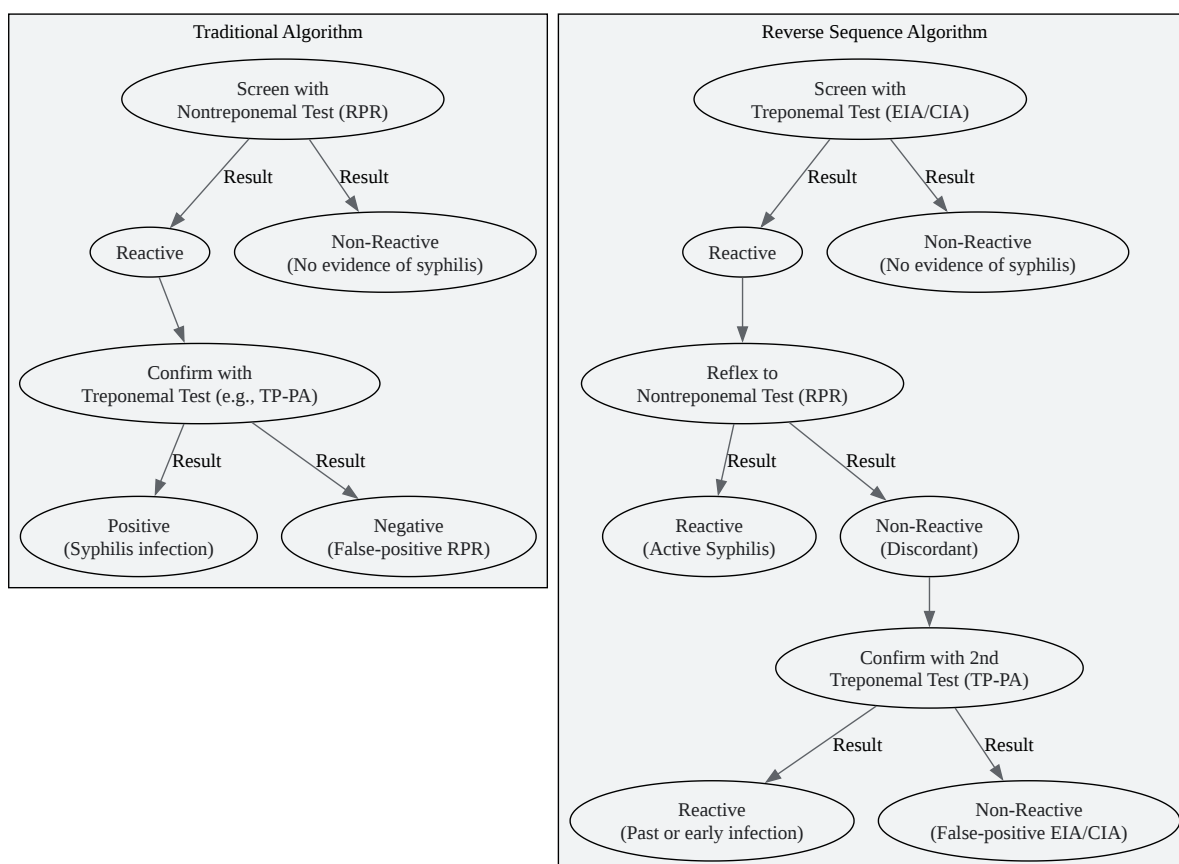 Traditional Algorithm
Screen with
Nontreponemal Test (RPR)
Result
Result
Reactive
Non-Reactive
(No evidence of syphilis)
Confirm with
Treponemal Test (e.g., TP-PA)
Result
Result
Positive
(Syphilis infection)
Negative
(False-positive RPR)
Reverse Sequence Algorithm
Screen with
Treponemal Test (EIA/CIA)
Result
Result
Reactive
Non-Reactive
(No evidence of syphilis)
Reflex to
Nontreponemal Test (RPR)
Result
Result
Reactive
(Active Syphilis)
Non-Reactive
(Discordant)
Confirm with 2nd
Treponemal Test (TP-PA)
Result
Result
Reactive
(Past or early infection)
Non-Reactive
(False-positive EIA/CIA)